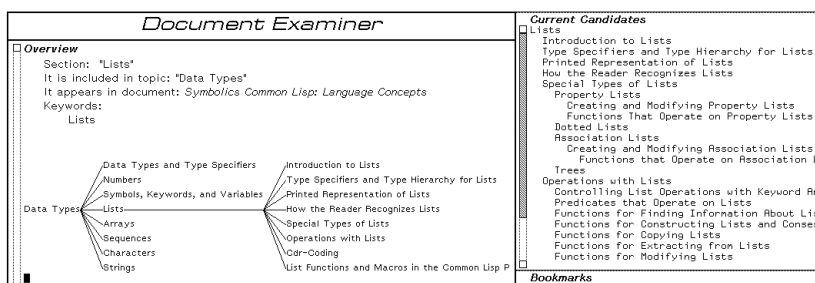 Document Examiner
Overview
Section: "Lists"
It is included in topic: "Data Types"
It appears in document: Symbolics Common Lisp: Language Concepts
Keywords:
Lists
Data Types
Data Types and Type Specifiers
Numbers
Symbols, Keywords, and Variables
Lists
Arrays
Sequences
Characters
Strings
Introduction to Lists
Type Specifiers and Type Hierarchy for Lists
Printed Representation of Lists
How the Reader Recognizes Lists
Special Types of Lists
Operations with Lists
Cdr-Coding
List Functions and Macros in the Common Lisp P
Current Candidates
Lists
Introduction to Lists
Type Specifiers and Type Hierarchy for Lists
Printed Representation of Lists
How the Reader Recognizes Lists
Special Types of Lists
Property Lists
Creating and Modifying Property Lists
Functions That Operate on Property Lists
Dotted Lists
Association Lists
Creating and Modifying Association Lists
Functions that Operate on Association L
Trees
Operations with Lists
Controlling List Operations with Keyword A
Predicates that Operate on Lists
Functions for Finding Information About Lis
Functions for Constructing Lists and Conses
Functions for Copying Lists
Functions for Extracting from Lists
Functions for Modifying Lists
Bookmarks